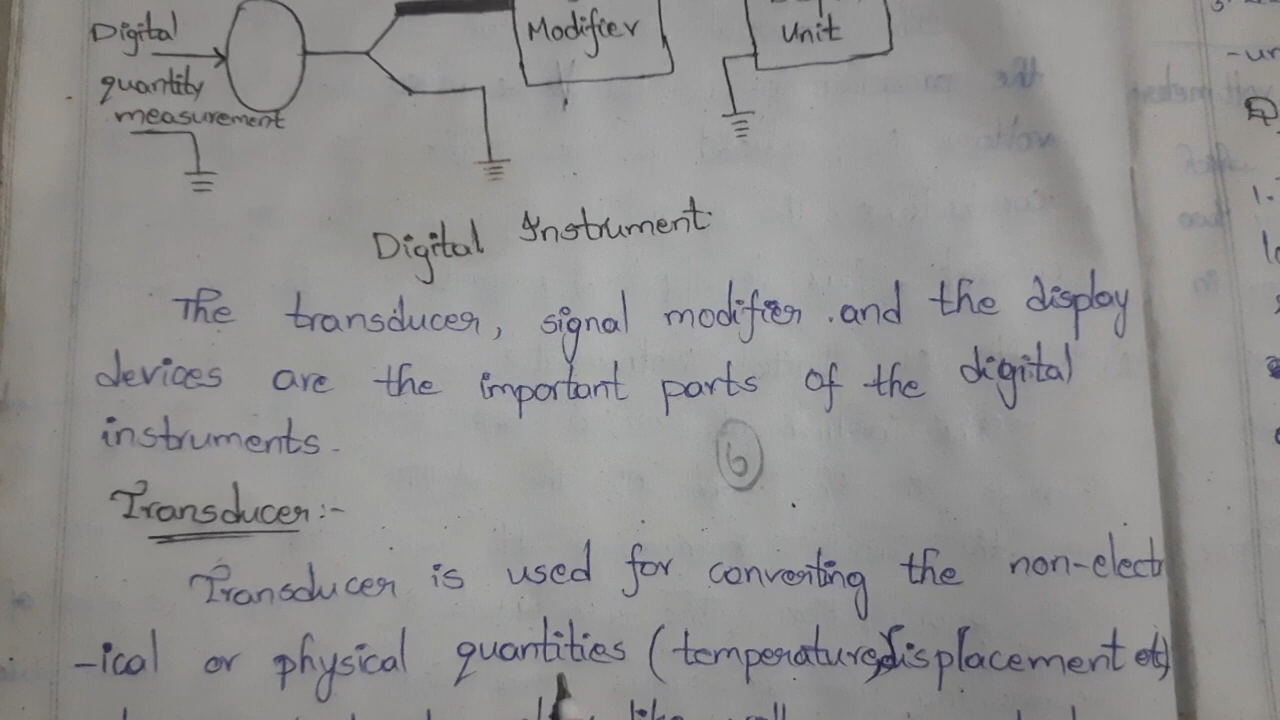 Digital
quantity
measurement
Modifier
Unit
Digital Instrument
The transducer, signal modifier and the display
devices are the important parts of the digital
instruments.
6
Transducer:-
Transducer is used for converting the non-electr
-ical or physical quantities (temperature, displacement etc)